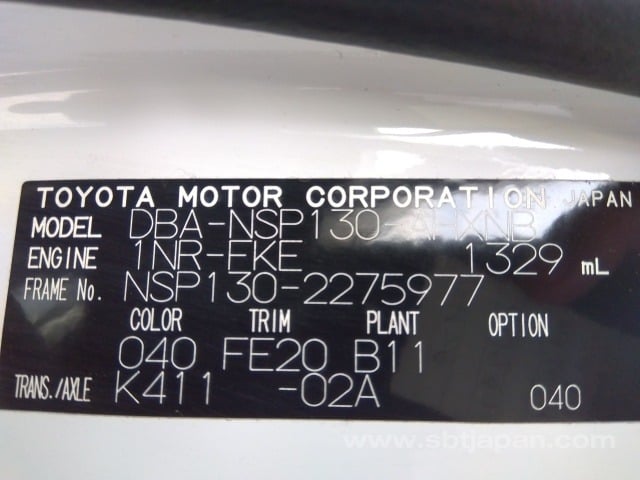 TOYOTA MOTOR CORPORATION JAPAN
MODEL DBA-NSP130-AHXNB
ENGINE 1NR-EKE 1329 mL
FRAME No. NSP130-2275977
COLOR TRIM PLANT OPTION
040 FE20 B11
TRANS./AXLE K411 -02A 040
www.sbtjapan.com